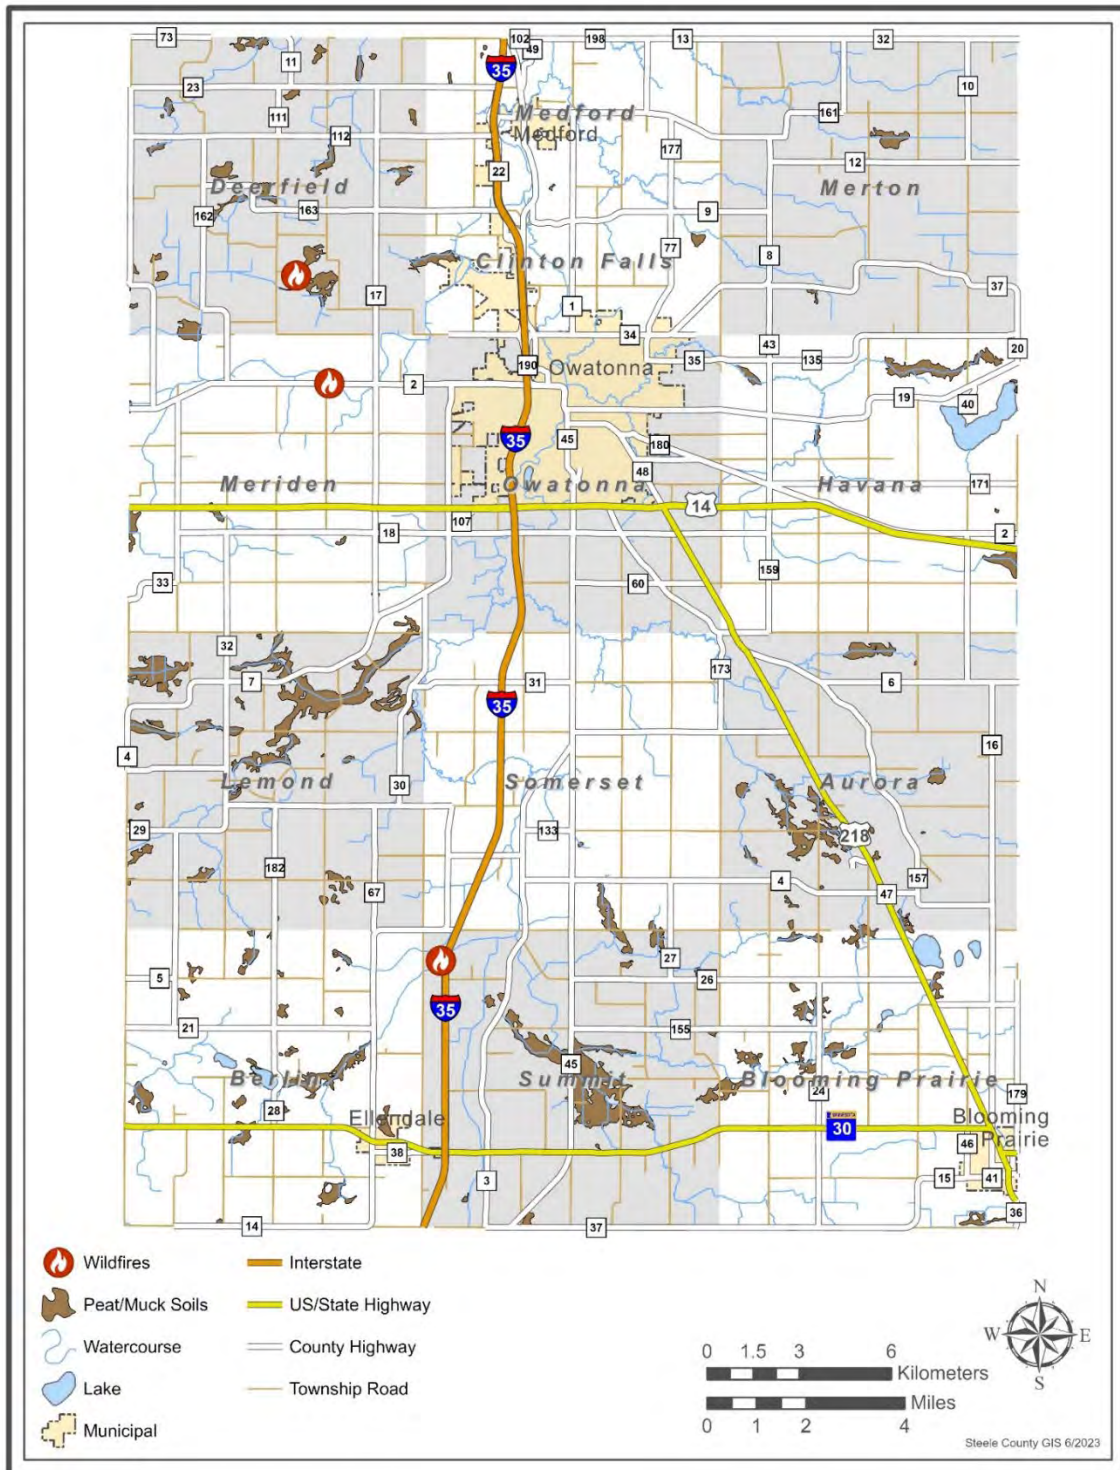 73
102
49
198
13
32
11
35
23
10
111
Medford
161
112
Medford
177
12
22
Deerfield
Merton
162
163
9
77
8
Clinton Falls
17
37
1
34
43
20
190
35
135
Owatonna
2
19
40
35
45
180
48
Meriden
Owatonna
Havana
171
14
107
18
2
33
60
159
32
173
7
31
6
35
16
4
Lemond
30
Somerset
Aurora
29
133
218
182
67
4
157
47
27
5
26
35
21
155
45
Berlin
Summit
Blooming Prairie
24
179
28
Ellendale
MINNESOTA
30
Blooming
Prairie
46
38
3
15
41
36
14
37
Wildfires
Interstate
Peat/Muck Soils
US/State Highway
Watercourse
County Highway
Lake
Township Road
Municipal
N
W
E
S
0 1.5 3 6
Kilometers
Miles
0 1 2 4
Steele County GIS 6/2023